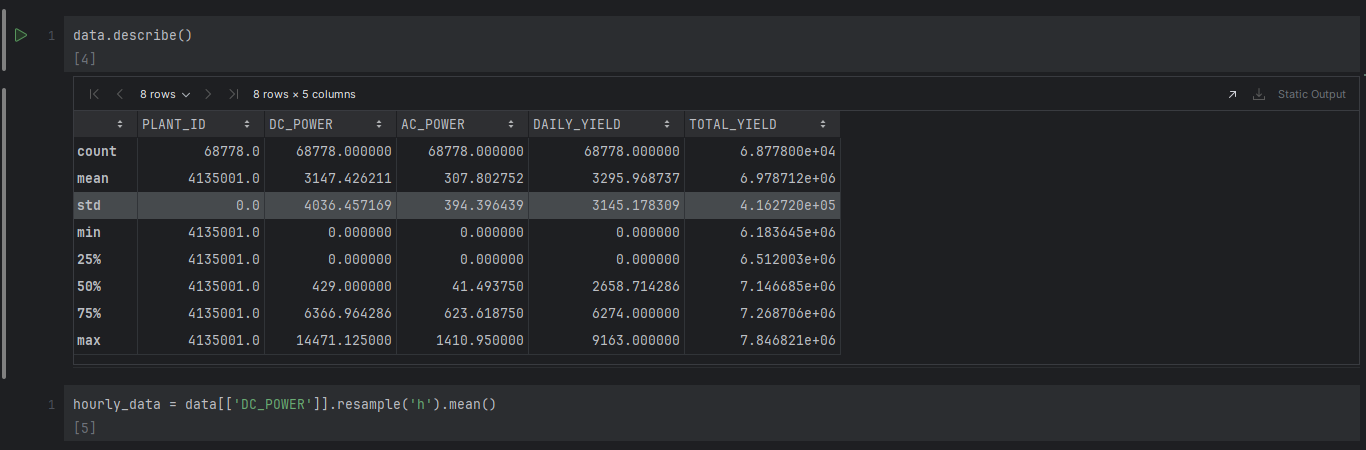 1 data.describe()
[4]
8 rows 8 rows × 5 columns Static Output
PLANT_ID DC_POWER AC_POWER DAILY_YIELD TOTAL_YIELD
count 68778.0 68778.000000 68778.000000 68778.000000 6.877800e+04
mean 4135001.0 3147.426211 307.802752 3295.968737 6.978712e+06
std 0.0 4036.457169 394.396439 3145.178309 4.162720e+05
min 4135001.0 0.000000 0.000000 0.000000 6.183645e+06
25% 4135001.0 0.000000 0.000000 0.000000 6.512003e+06
50% 4135001.0 429.000000 41.493750 2658.714286 7.146685e+06
75% 4135001.0 6366.964286 623.618750 6274.000000 7.268706e+06
max 4135001.0 14471.125000 1410.950000 9163.000000 7.846821e+06
1 hourly_data = data[['DC_POWER']].resample('h').mean()
[5]